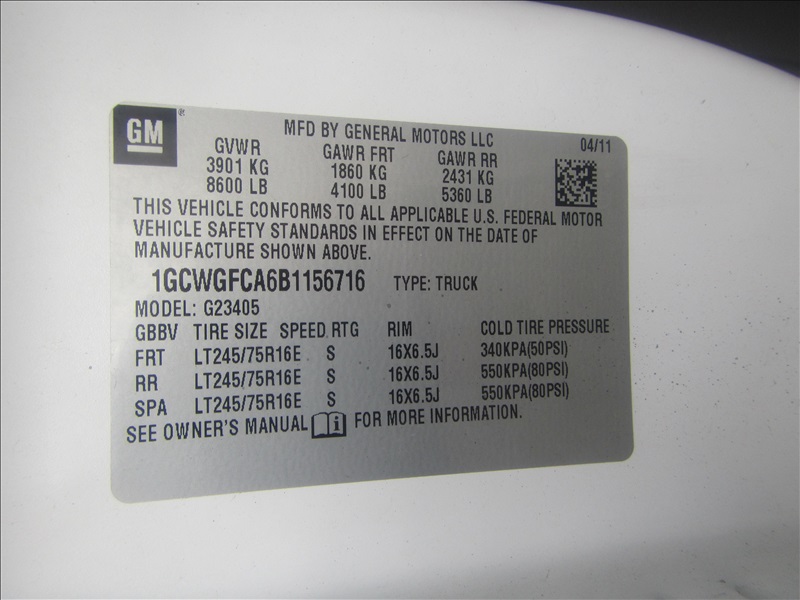 GM
MFD BY GENERAL MOTORS LLC 04/11
GVWR GAWR FRT GAWR RR
3901 KG 1860 KG 2431 KG
8600 LB 4100 LB 5360 LB
THIS VEHICLE CONFORMS TO ALL APPLICABLE U.S. FEDERAL MOTOR
VEHICLE SAFETY STANDARDS IN EFFECT ON THE DATE OF
MANUFACTURE SHOWN ABOVE.
1GCWGFCA6B1156716 TYPE: TRUCK
MODEL: G23405
GBBV TIRE SIZE SPEED RTG RIM COLD TIRE PRESSURE
FRT LT245/75R16E S 16X6.5J 340KPA(50PSI)
RR LT245/75R16E S 16X6.5J 550KPA(80PSI)
SPA LT245/75R16E S 16X6.5J 550KPA(80PSI)
SEE OWNER'S MANUAL i FOR MORE INFORMATION.